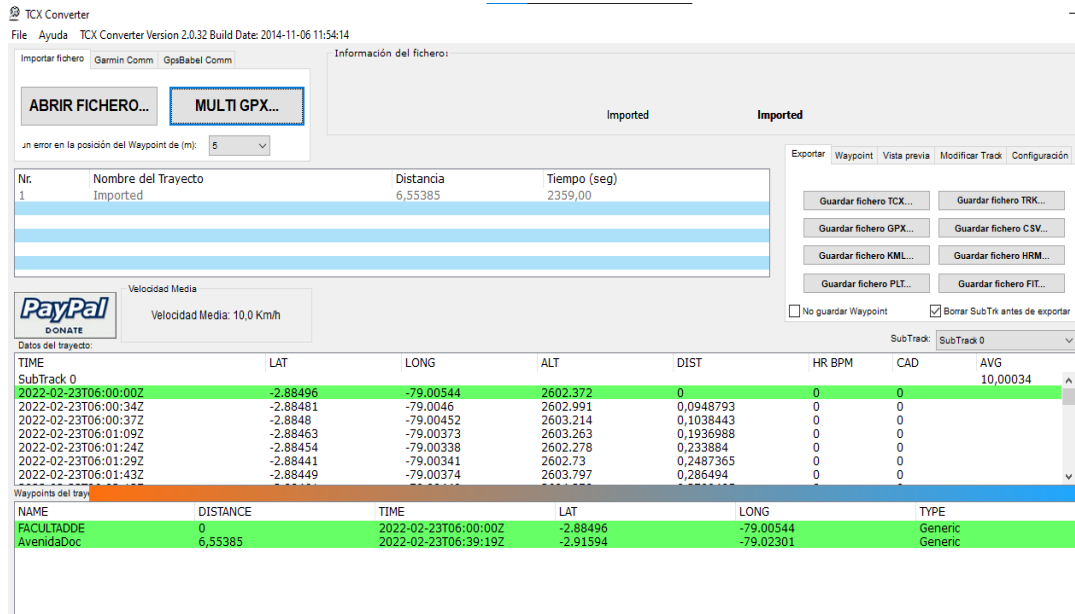 TCX Converter
File Ayuda TCX Converter Version 2.0.32 Build Date: 2014-11-06 11:54:14
Importar fichero Garmin Comm GpsBabel Comm
Información del fichero:
ABRIR FICHERO... MULTI GPX...
Imported Imported
un error en la posición del Waypoint de (m): 5
Exportar Waypoint Vista previa Modificar Track Configuración
Nr. Nombre del Trayecto Distancia Tiempo (seg)
1 Imported 6,55385 2359,00
Guardar fichero TCX... Guardar fichero TRK...
Guardar fichero GPX... Guardar fichero CSV...
Guardar fichero KML... Guardar fichero HRM...
Guardar fichero PLT... Guardar fichero FIT...
No guardar Waypoint Borrar SubTrk antes de exportar
PayPal
DONATE
Velocidad Media
Velocidad Media: 10,0 Km/h
SubTrack: SubTrack 0
Datos del trayecto:
TIME LAT LONG ALT DIST HR BPM CAD AVG
SubTrack 0 10,00034
2022-02-23T06:00:00Z -2.88496 -79.00544 2602.372 0 0 0
2022-02-23T06:00:34Z -2.88481 -79.0046 2602.991 0,0948793 0 0
2022-02-23T06:00:37Z -2.8848 -79.00452 2603.214 0,1038443 0 0
2022-02-23T06:01:09Z -2.88463 -79.00373 2603.263 0,1936988 0 0
2022-02-23T06:01:24Z -2.88454 -79.00338 2602.278 0,233884 0 0
2022-02-23T06:01:29Z -2.88441 -79.00341 2602.73 0,2487365 0 0
2022-02-23T06:01:43Z -2.88449 -79.00374 2603.797 0,286494 0 0
Waypoints del tray
NAME DISTANCE TIME LAT LONG TYPE
FACULTADDE 0 2022-02-23T06:00:00Z -2.88496 -79.00544 Generic
AvenidaDoc 6,55385 2022-02-23T06:39:19Z -2.91594 -79.02301 Generic